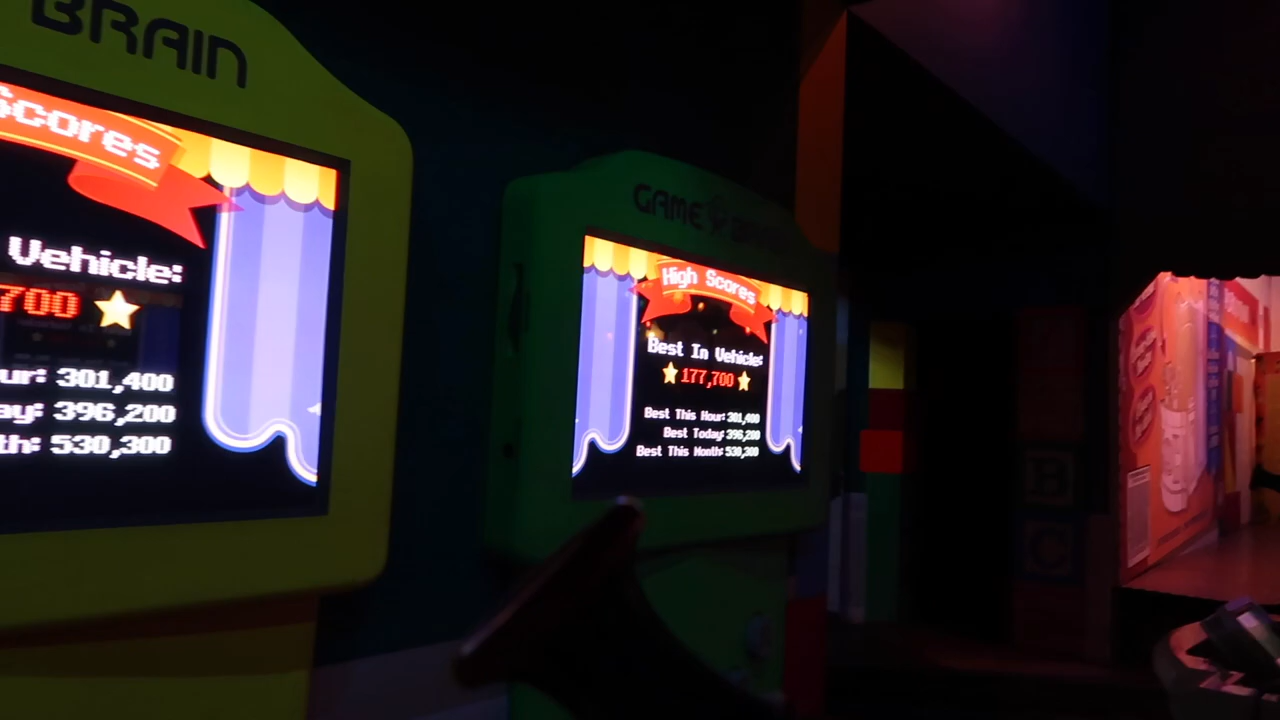 BRAIN
Scores
Vehicle:
700
ur: 301,400
ay: 396,200
th: 530,300
GAME BRAIN
High Scores
Best In Vehicle:
177,700
Best This Hour: 301,400
Best Today: 396,200
Best This Month: 530,300
B
C